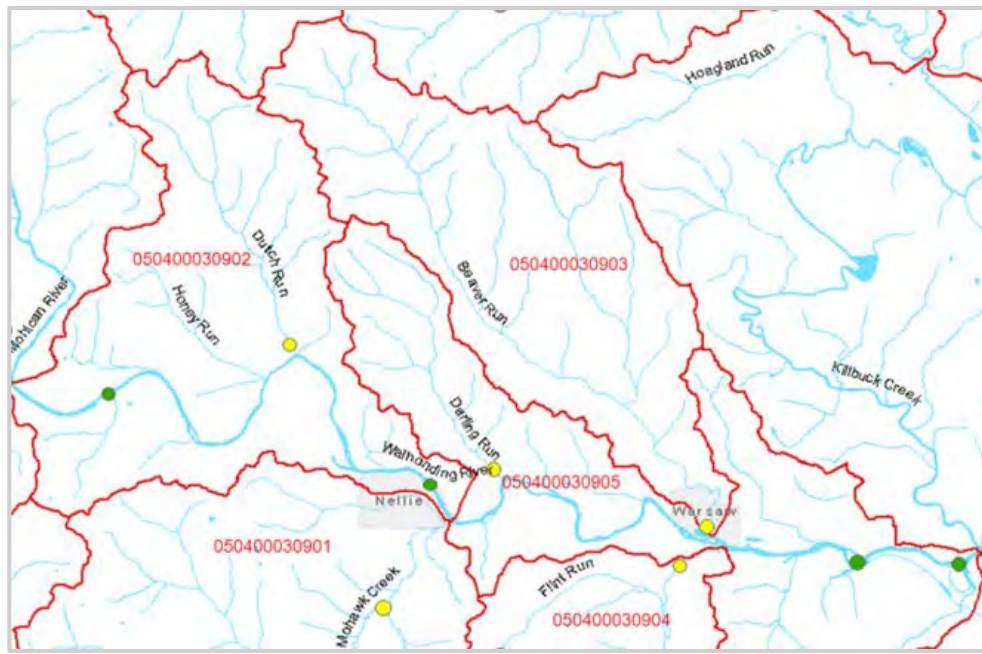 Hoagland Run
050400030902
Dutch Run
Honey Run
Mohican River
Beaver Run
050400030903
Killbuck Creek
Darling Run
Walhonding River
050400030905
Nellie
Warsaw
050400030901
Mohawk Creek
Flint Run
050400030904